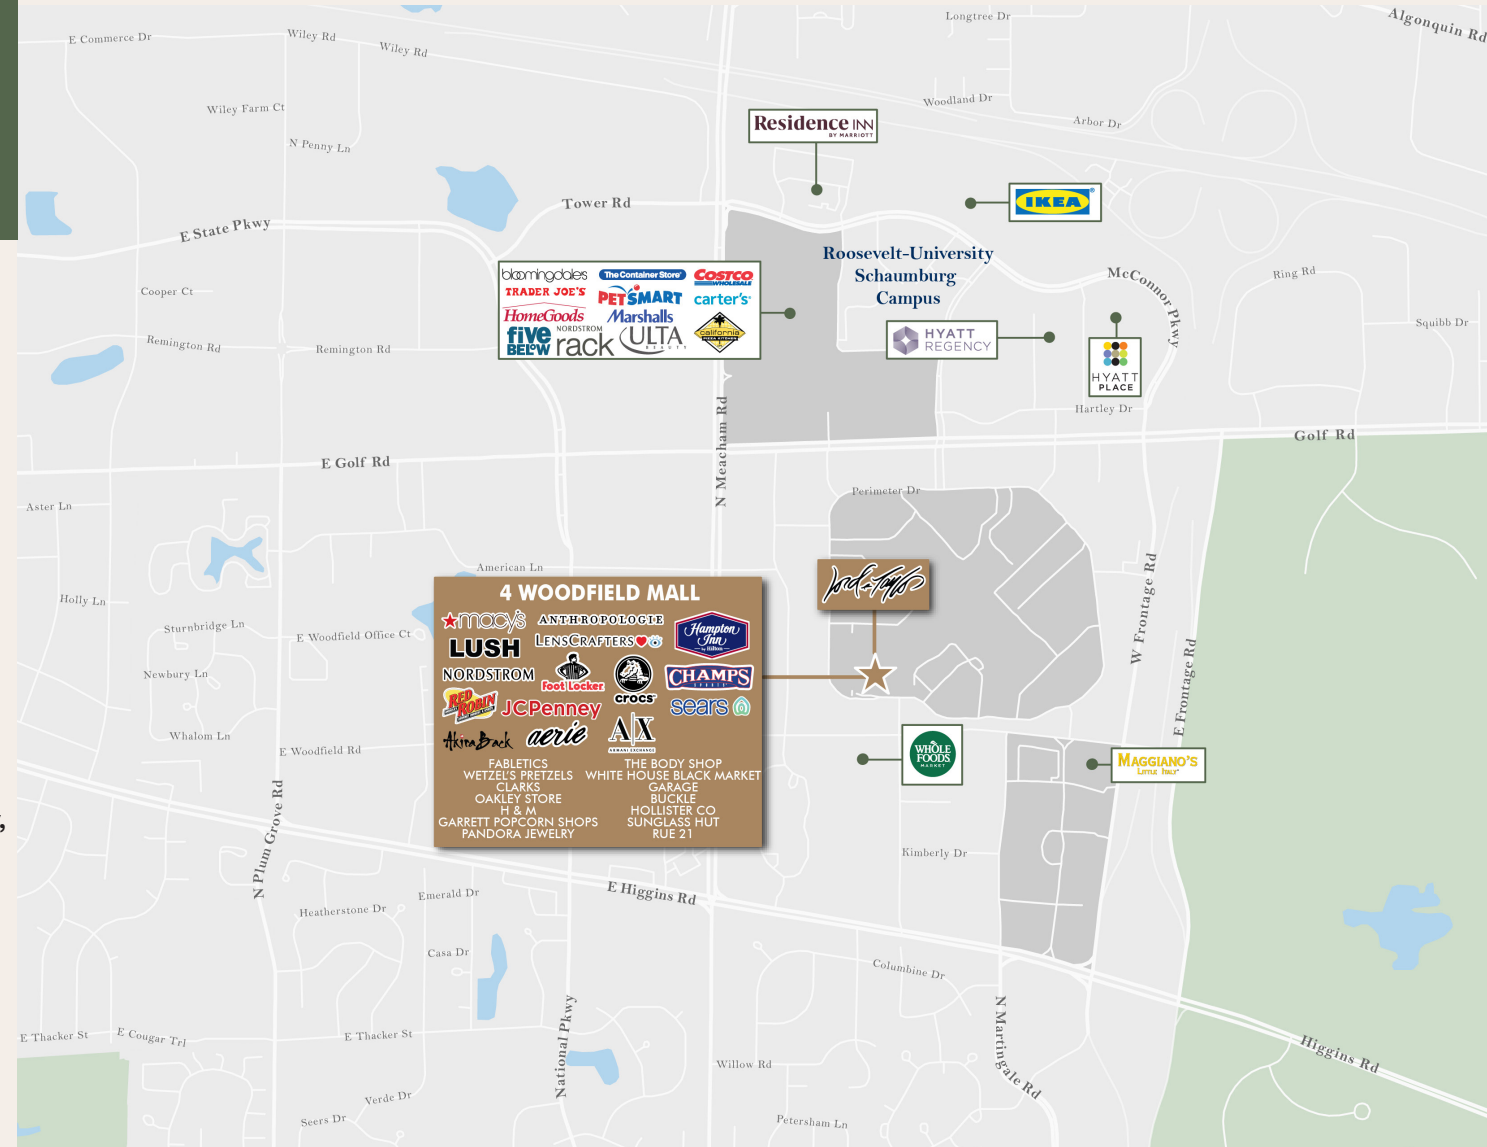 Longtree Dr
Algonquin Rd
E Commerce Dr
Wiley Rd
Wiley Rd
Wiley Farm Ct
Woodland Dr
Arbor Dr
N Penny Ln
Residence INN
BY MARRIOTT
IKEA
Tower Rd
E State Pkwy
Roosevelt-University
Schaumburg
Campus
McConnor Pkwy
Ring Rd
Cooper Ct
bloomingdale's
The Container Store
COSTCO
WHOLESALE
TRADER JOE'S
PETSMART
carter's
HomeGoods
Marshalls
five
BELOW
NORDSTROM
rack
ULTA
BEAUTY
california
PIZZA KITCHEN
HYATT
REGENCY
HYATT
PLACE
Squibb Dr
Remington Rd
Remington Rd
Hartley Dr
N Meacham Rd
Golf Rd
E Golf Rd
Perimeter Dr
Aster Ln
American Ln
Lord & Taylor
Holly Ln
Sturnbridge Ln
E Woodfield Office Ct
Newbury Ln
Whalom Ln
E Woodfield Rd
W Frontage Rd
E Frontage Rd
4 WOODFIELD MALL
macy's
ANTHROPOLOGIE
Hampton
Inn
by Hilton
LUSH
LENSCRAFTERS
NORDSTROM
Foot Locker
crocs
CHAMPS
SPORTS
RED
ROBIN
JCPenney
sears
AkiraBack
aerie
A|X
ARMANI EXCHANGE
FABLETICS
WETZEL'S PRETZELS
CLARKS
OAKLEY STORE
H & M
GARRETT POPCORN SHOPS
PANDORA JEWELRY
THE BODY SHOP
WHITE HOUSE BLACK MARKET
GARAGE
BUCKLE
HOLLISTER CO
SUNGLASS HUT
RUE 21
WHOLE
FOODS
MARKET
MAGGIANO'S
LITTLE ITALY
,
N Plum Grove Rd
Kimberly Dr
E Higgins Rd
Emerald Dr
Heatherstone Dr
Casa Dr
Columbine Dr
N Martingale Rd
National Pkwy
E Thacker St
E Cougar Trl
E Thacker St
Willow Rd
Higgins Rd
Verde Dr
Seers Dr
Petersham Ln